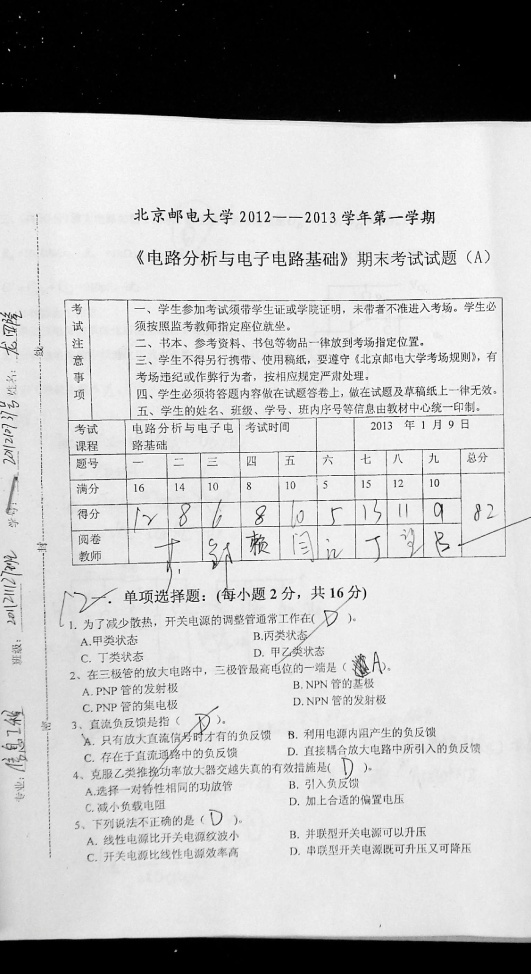 北京邮电大学 2012——2013 学年第一学期
《电路分析与电子电路基础》期末考试试题（A）
考试注意事项
一、学生参加考试须带学生证或学院证明，未带者不准进入考场。学生必
须按照监考教师指定座位就坐。
二、书本、参考资料、书包等物品一律放到考场指定位置。
三、学生不得另行携带、使用稿纸，要遵守《北京邮电大学考场规则》，有
考场违纪或作弊行为者，按相应规定严肃处理。
四、学生必须将答题内容做在试题答卷上，做在试题及草稿纸上一律无效。
五、学生的姓名、班级、学号、班内序号等信息由教材中心统一印制。
考试课程 电路分析与电子电路基础 考试时间 2013 年 1 月 9 日
题号 一 二 三 四 五 六 七 八 九 总分
满分 16 14 10 8 10 5 15 12 10
得分 12 8 6 8 10 5 13 11 9 82
阅卷教师
12 一．单项选择题：(每小题 2 分，共 16 分)
1. 为了减少散热，开关电源的调整管通常工作在( D )。
A.甲类状态 B.丙类状态
C. 丁类状态 D. 甲乙类状态
2、在三极管的放大电路中，三极管最高电位的一端是（ A ）。
A. PNP 管的发射极 B. NPN 管的基极
C. PNP 管的集电极 D. NPN 管的发射极
3、直流负反馈是指（ D ）。
A. 只有放大直流信号时才有的负反馈 B. 利用电源内阻产生的负反馈
C. 存在于直流通路中的负反馈 D. 直接耦合放大电路中所引入的负反馈
4、克服乙类推挽功率放大器交越失真的有效措施是( D )。
A.选择一对特性相同的功放管 B. 引入负反馈
C. 减小负载电阻 D. 加上合适的偏置电压
5、下列说法不正确的是（ D ）。
A. 线性电源比开关电源纹波小 B. 并联型开关电源可以升压
C. 开关电源比线性电源效率高 D. 串联型开关电源既可升压又可降压
姓名：
学号：
班级：
专业：信息工程
线
封
密